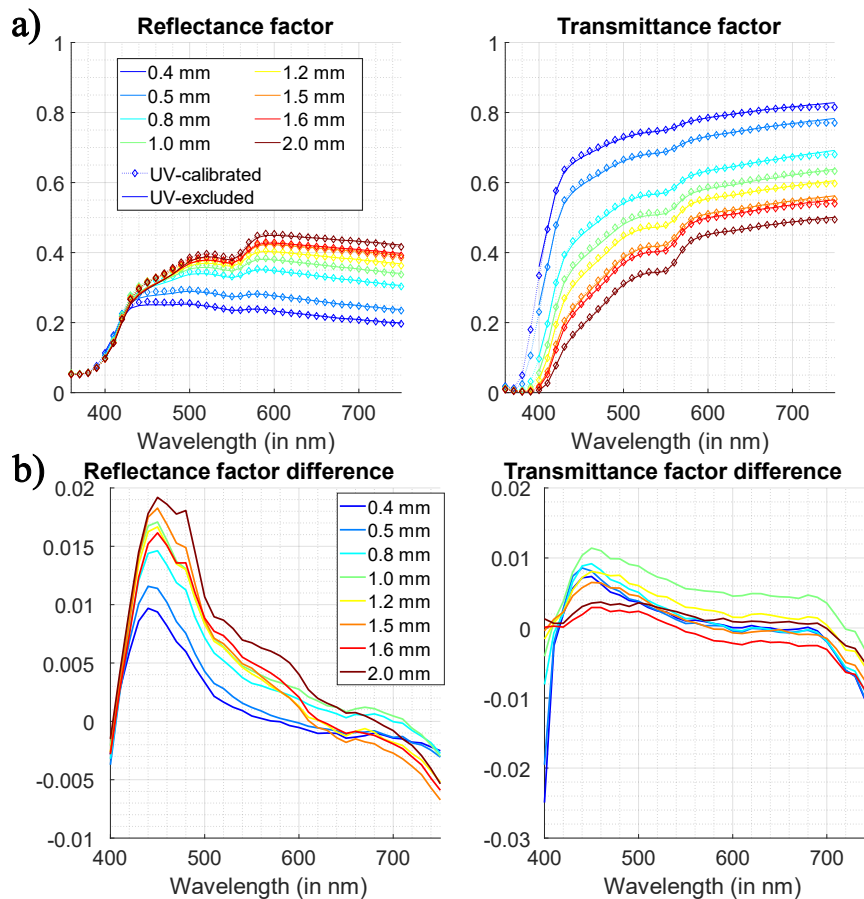 a)
Reflectance factor
1
0.8
0.6
0.4
0.2
0
0.4 mm 1.2 mm
0.5 mm 1.5 mm
0.8 mm 1.6 mm
1.0 mm 2.0 mm
UV-calibrated
UV-excluded
400 500 600 700
Wavelength (in nm)
Transmittance factor
1
0.8
0.6
0.4
0.2
0
400 500 600 700
Wavelength (in nm)
b)
Reflectance factor difference
0.02
0.015
0.01
0.005
0
-0.005
-0.01
0.4 mm
0.5 mm
0.8 mm
1.0 mm
1.2 mm
1.5 mm
1.6 mm
2.0 mm
400 500 600 700
Wavelength (in nm)
Transmittance factor difference
0.02
0.01
0
-0.01
-0.02
-0.03
400 500 600 700
Wavelength (in nm)